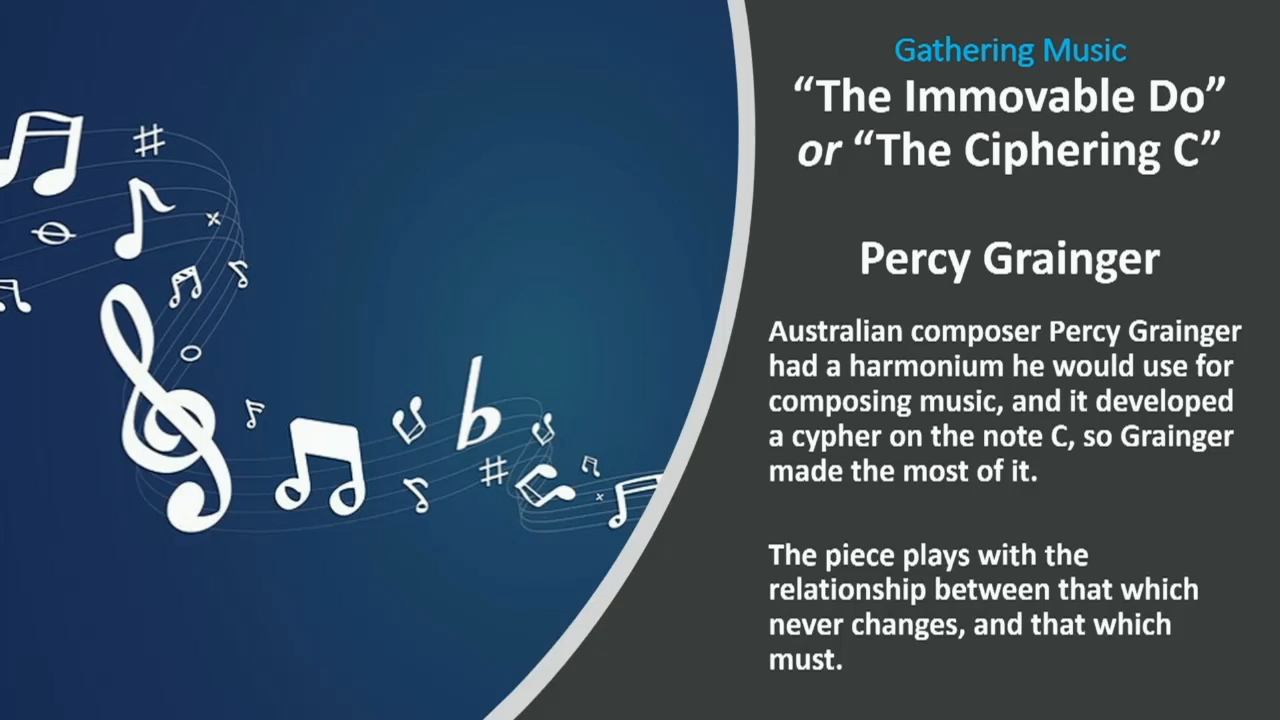 Gathering Music
“The Immovable Do”
or “The Ciphering C”
Percy Grainger
Australian composer Percy Grainger
had a harmonium he would use for
composing music, and it developed
a cypher on the note C, so Grainger
made the most of it.
The piece plays with the
relationship between that which
never changes, and that which
must.